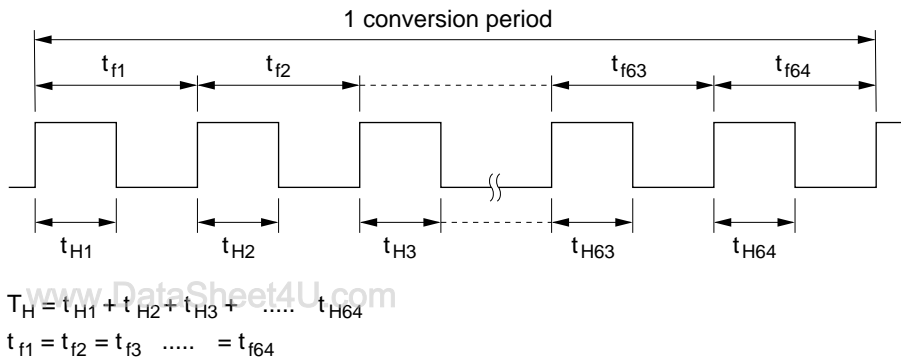 1 conversion period
tf1 tf2 tf63 tf64
tH1 tH2 tH3 tH63 tH64
www.DataSheet4U.com
TH = tH1 + tH2 + tH3 + ..... tH64
tf1 = tf2 = tf3 ..... = tf64